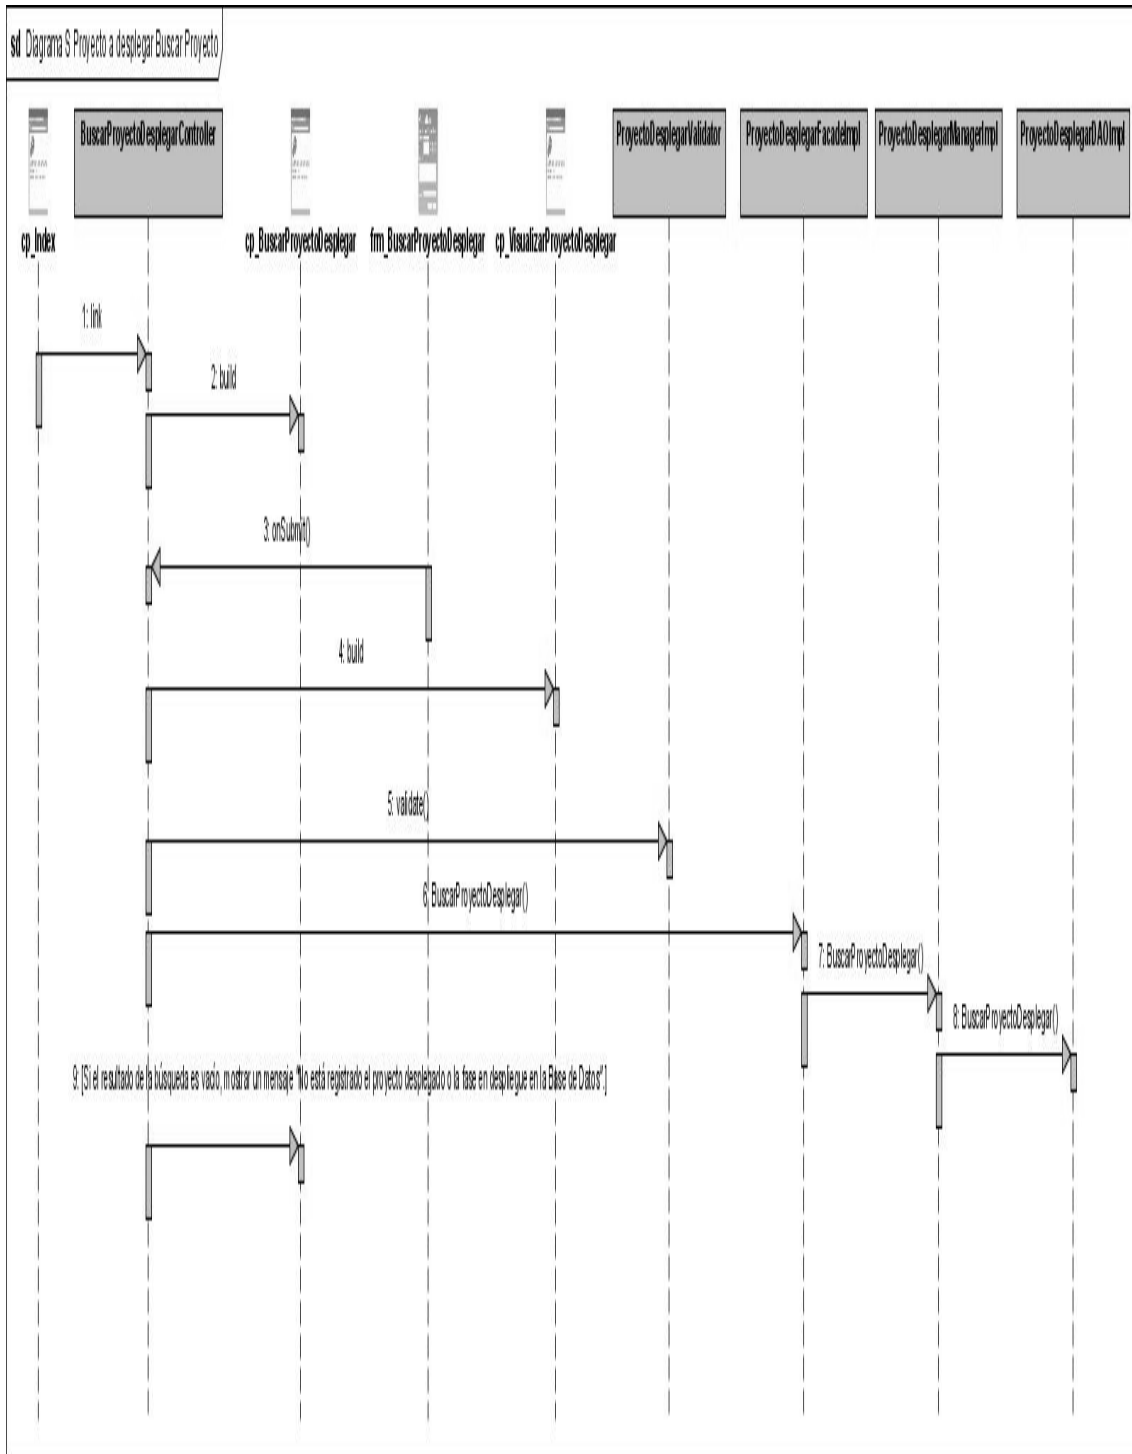 sd Diagrama S Proyecto a desplegar Buscar Proyecto
BuscarProyectoDesplegarController
ProyectoDesplegarValidator
ProyectoDesplegarFacadeImpl
ProyectoDesplegarManagerImpl
ProyectoDesplegarDAOImpl
cp_Index
cp_BuscarProyectoDesplegar
frm_BuscarProyectoDesplegar
cp_VisualizarProyectoDesplegar
1: link
2: build
3: onSubmit()
4: build
5: validate()
6: BuscarProyectoDesplegar()
7: BuscarProyectoDesplegar()
8: BuscarProyectoDesplegar()
9: [Si el resultado de la búsqueda es vacío, mostrar un mensaje "No está registrado el proyecto desplegado o la fase en despliegue en la Base de Datos".]